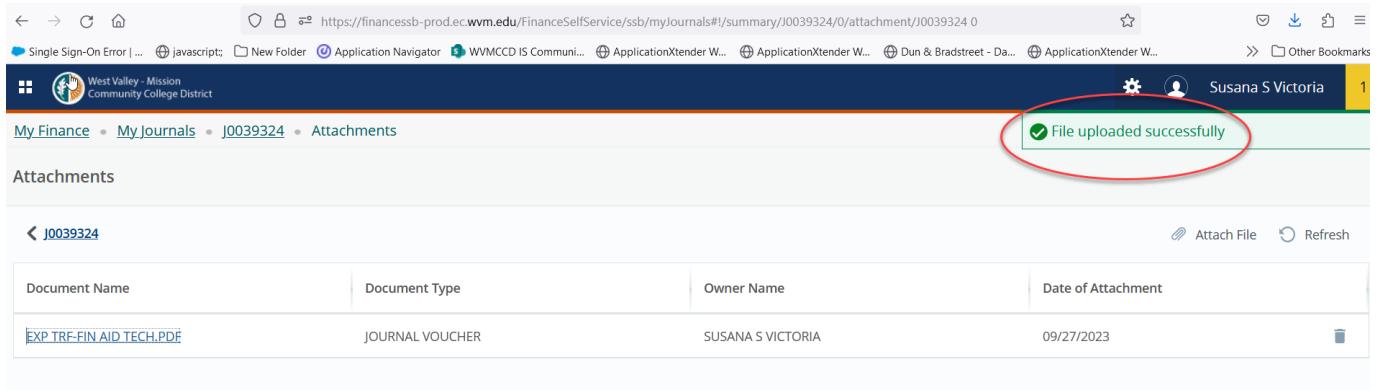 https://financessb-prod.ec.wvm.edu/FinanceSelfService/ssb/myJournals#!/summary/J0039324/0/attachment/J0039324 0
Single Sign-On Error | ... javascript:; New Folder Application Navigator WVMCCD IS Communi... ApplicationXtender W... ApplicationXtender W... Dun & Bradstreet - Da... ApplicationXtender W... Other Bookmarks
West Valley - Mission
Community College District
Susana S Victoria 1
My Finance • My Journals • J0039324 • Attachments
File uploaded successfully
Attachments
J0039324 Attach File Refresh
Document Name Document Type Owner Name Date of Attachment
EXP TRF-FIN AID TECH.PDF JOURNAL VOUCHER SUSANA S VICTORIA 09/27/2023